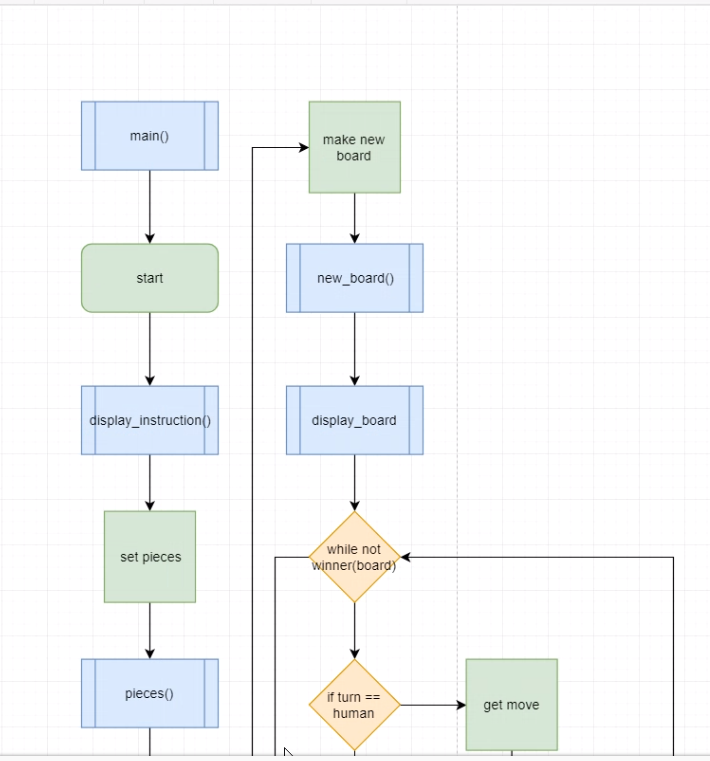 main()
start
display_instruction()
set pieces
pieces()
make new
board
new_board()
display_board
while not
winner(board)
if turn ==
human
get move